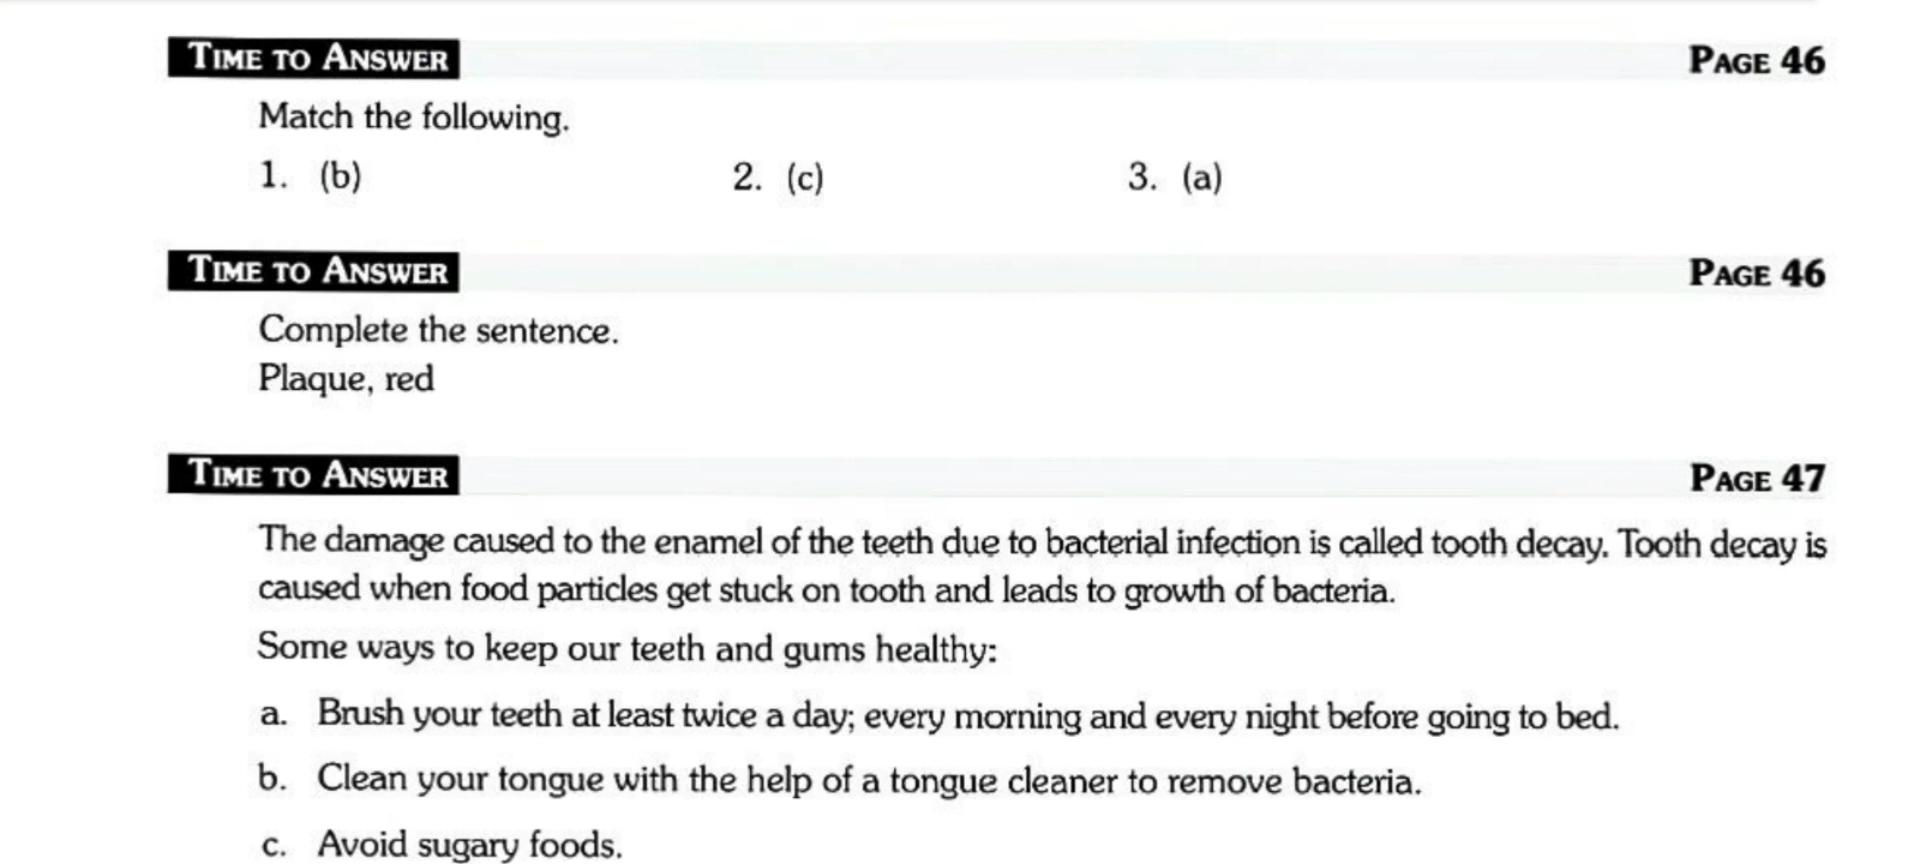 TIME TO ANSWER PAGE 46
Match the following.
1. (b) 2. (c) 3. (a)
TIME TO ANSWER PAGE 46
Complete the sentence.
Plaque, red
TIME TO ANSWER PAGE 47
The damage caused to the enamel of the teeth due to bacterial infection is called tooth decay. Tooth decay is
caused when food particles get stuck on tooth and leads to growth of bacteria.
Some ways to keep our teeth and gums healthy:
a. Brush your teeth at least twice a day; every morning and every night before going to bed.
b. Clean your tongue with the help of a tongue cleaner to remove bacteria.
c. Avoid sugary foods.